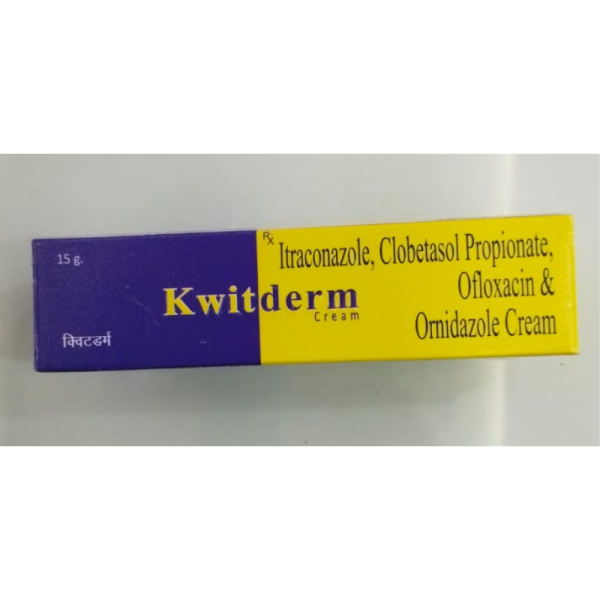 15 g.
क्विटडर्म
Kwitderm
Cream
Rx
Itraconazole, Clobetasol Propionate,
Ofloxacin &
Ornidazole Cream